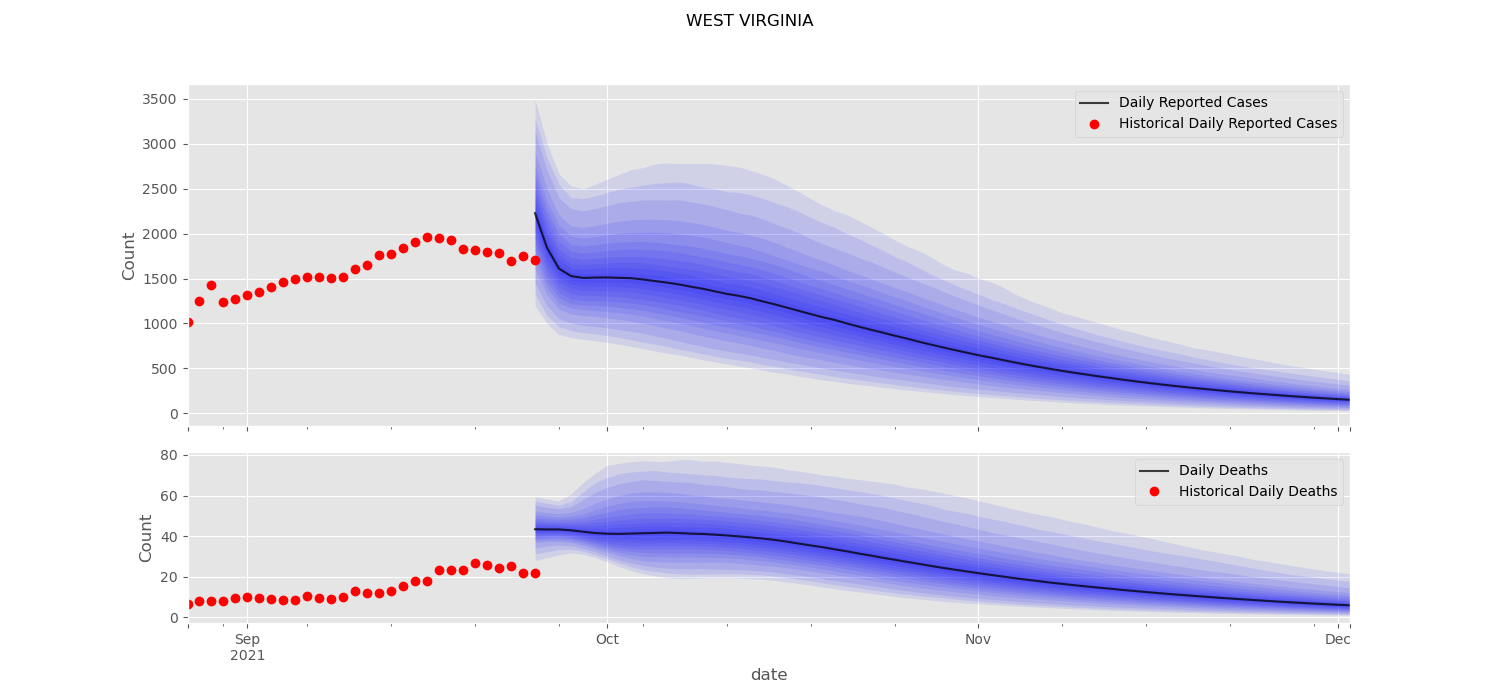 WEST VIRGINIA
3500
3000
2500
2000
1500
1000
500
0
Count
Daily Reported Cases
Historical Daily Reported Cases
80
60
40
20
0
Count
Daily Deaths
Historical Daily Deaths
Sep Oct Nov Dec
2021
date